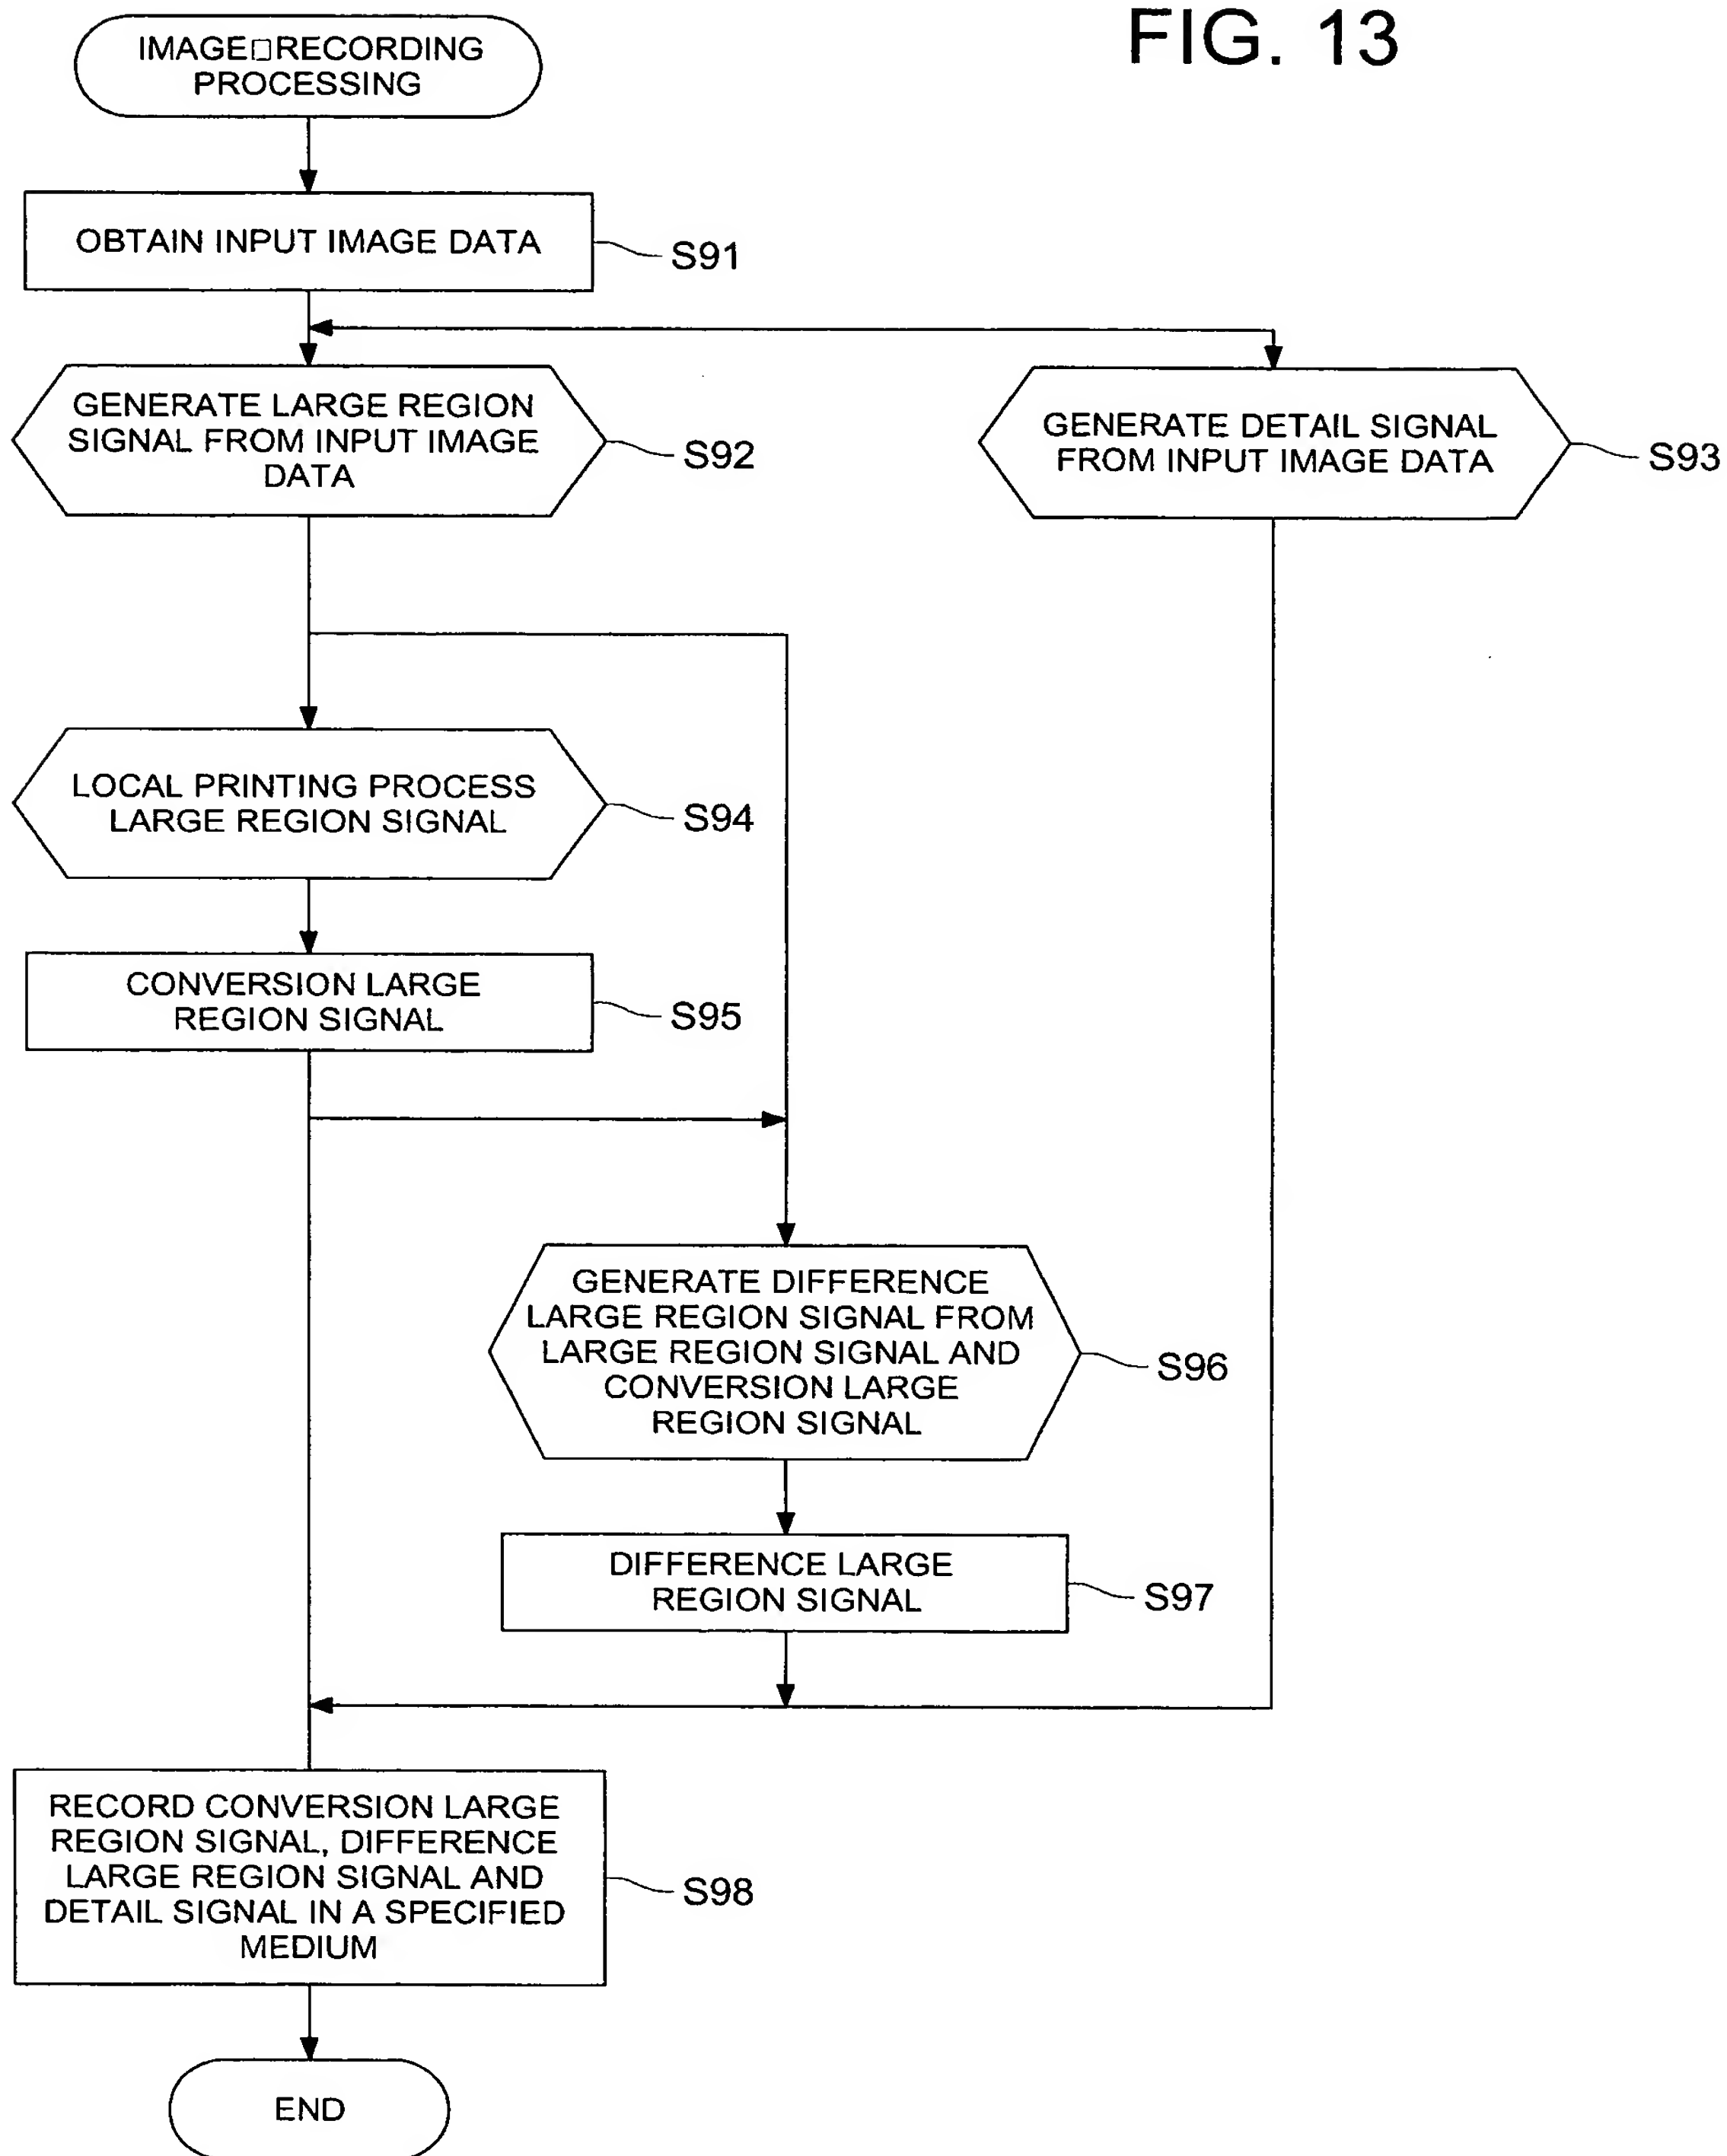 FIG. 13
IMAGE□RECORDING
PROCESSING
OBTAIN INPUT IMAGE DATA
S91
GENERATE LARGE REGION
SIGNAL FROM INPUT IMAGE
DATA
S92
GENERATE DETAIL SIGNAL
FROM INPUT IMAGE DATA
S93
LOCAL PRINTING PROCESS
LARGE REGION SIGNAL
S94
CONVERSION LARGE
REGION SIGNAL
S95
GENERATE DIFFERENCE
LARGE REGION SIGNAL FROM
LARGE REGION SIGNAL AND
CONVERSION LARGE
REGION SIGNAL
S96
DIFFERENCE LARGE
REGION SIGNAL
S97
RECORD CONVERSION LARGE
REGION SIGNAL, DIFFERENCE
LARGE REGION SIGNAL AND
DETAIL SIGNAL IN A SPECIFIED
MEDIUM
S98
END